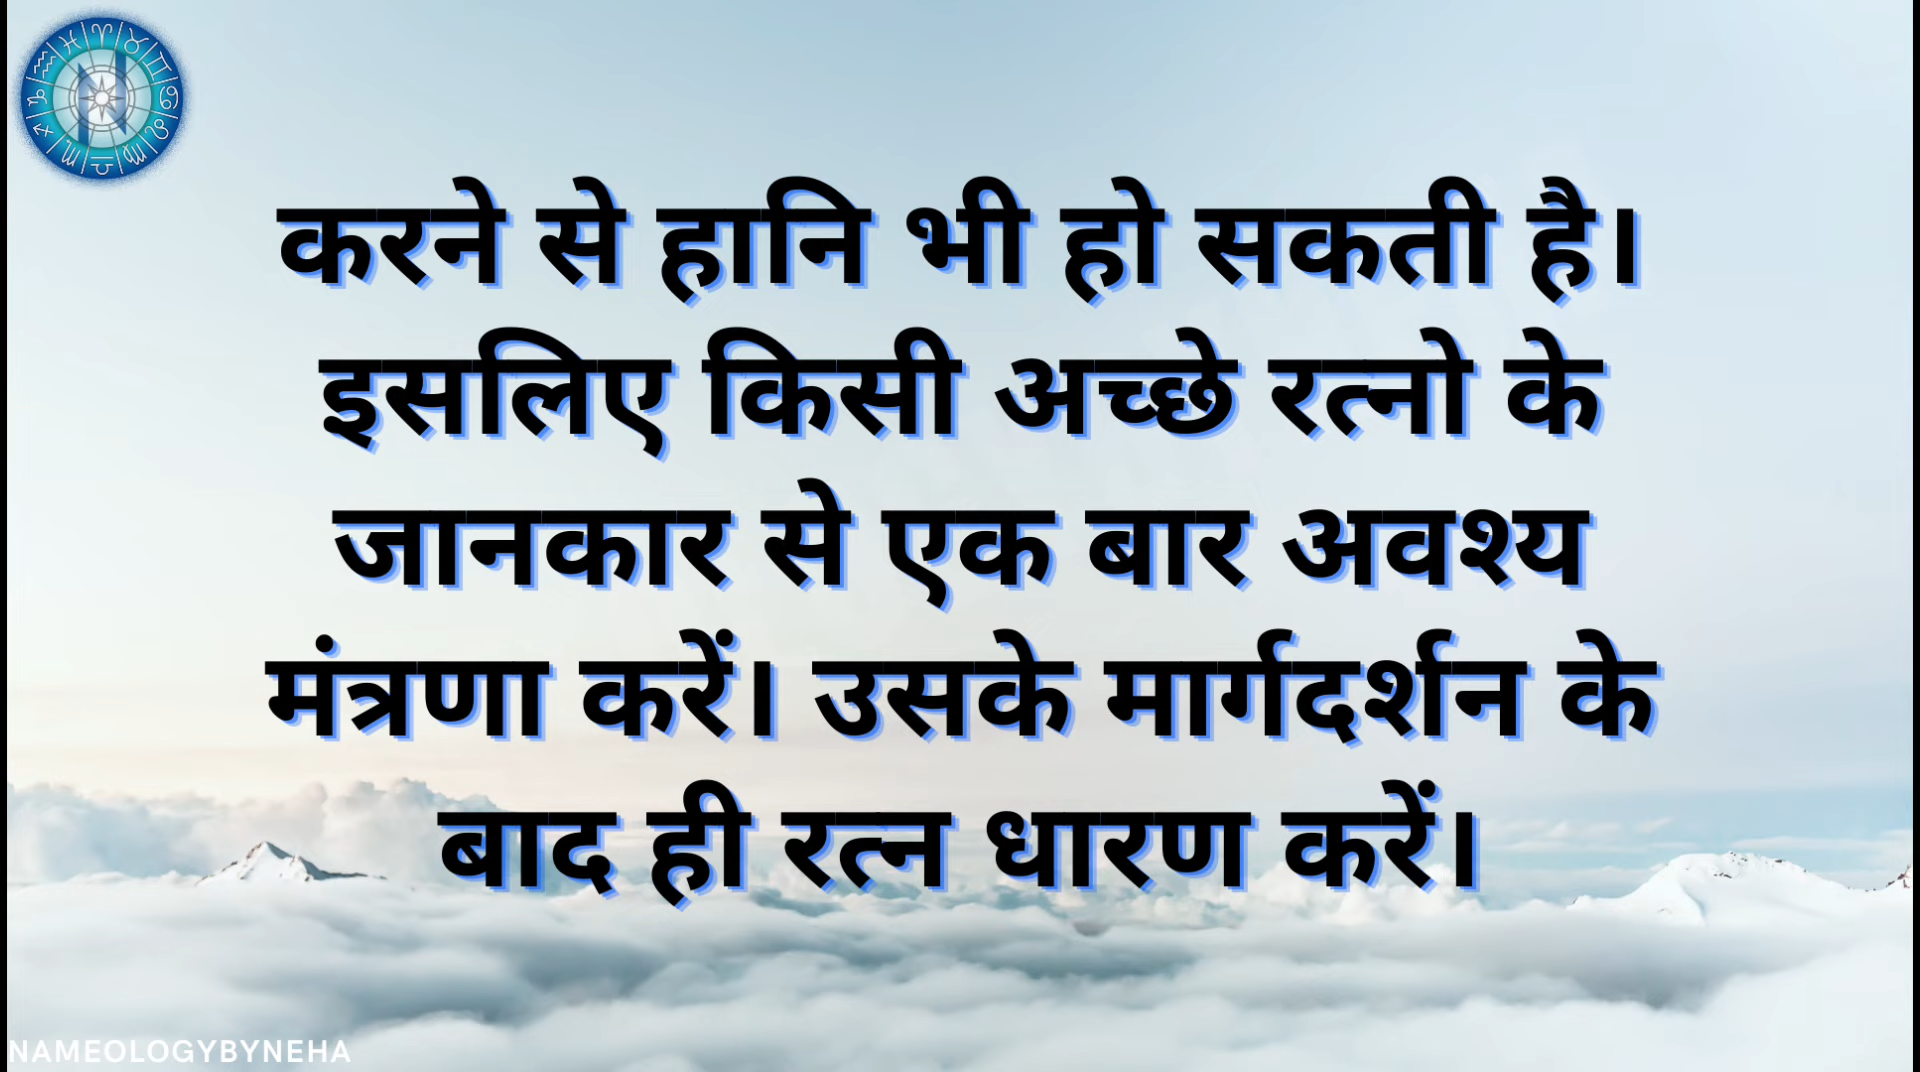 करने से हानि भी हो सकती है।
इसलिए किसी अच्छे रत्नो के
जानकार से एक बार अवश्य
मंत्रणा करें। उसके मार्गदर्शन के
बाद ही रत्न धारण करें।
NAMEOLOGYBYNEHA